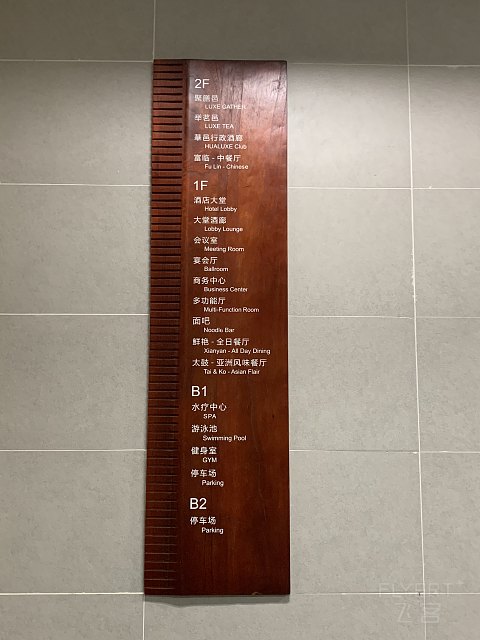 2F
聚膳邑
LUXE GATHER
举茗邑
LUXE TEA
華邑行政酒廊
HUALUXE Club
富临 - 中餐厅
Fu Lin - Chinese
1F
酒店大堂
Hotel Lobby
大堂酒廊
Lobby Lounge
会议室
Meeting Room
宴会厅
Ballroom
商务中心
Business Center
多功能厅
Multi-Function Room
面吧
Noodle Bar
鲜艳 - 全日餐厅
Xianyan - All Day Dining
太鼓 - 亚洲风味餐厅
Tai & Ko - Asian Flair
B1
水疗中心
SPA
游泳池
Swimming Pool
健身室
GYM
停车场
Parking
B2
停车场
Parking
FLYERT
飞客